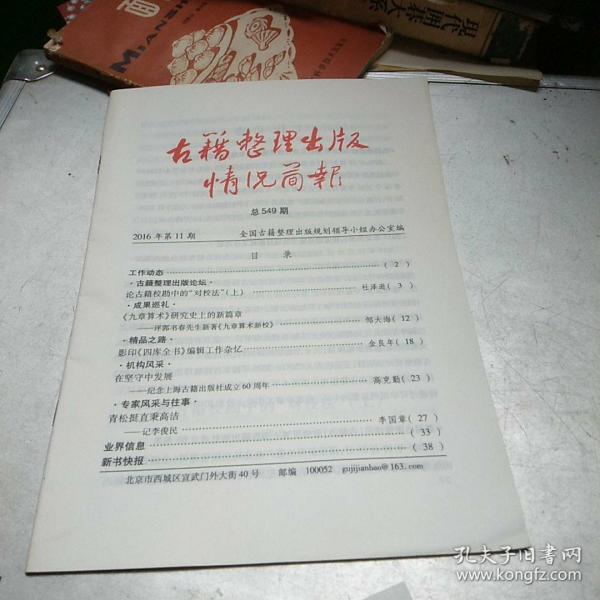 MIANSH
现代围棋大系
古籍整理出版
情况简报
总549期
2016年第11期 全国古籍整理出版规划领导小组办公室编
目 录
工作动态……(2)
·古籍整理出版论坛·
论古籍校勘中的“对校法”(上)……杜泽逊(3)
·成果巡礼·
《九章算术》研究史上的新篇章
——评郭书春先生新著《九章算术新校》……邹大海(12)
·精品之路·
影印《四库全书》编辑工作杂忆……金良年(18)
·机构风采·
在坚守中发展
——纪念上海古籍出版社成立60周年……高克勤(23)
·专家风采与往事·
青松挺直秉高洁
——记李俊民……李国章(27)
业界信息……(33)
新书快报……(38)
北京市西城区宣武门外大街40号 邮编 100052 gujijianbao@163.com
孔夫子旧书网
www.kongfz.com